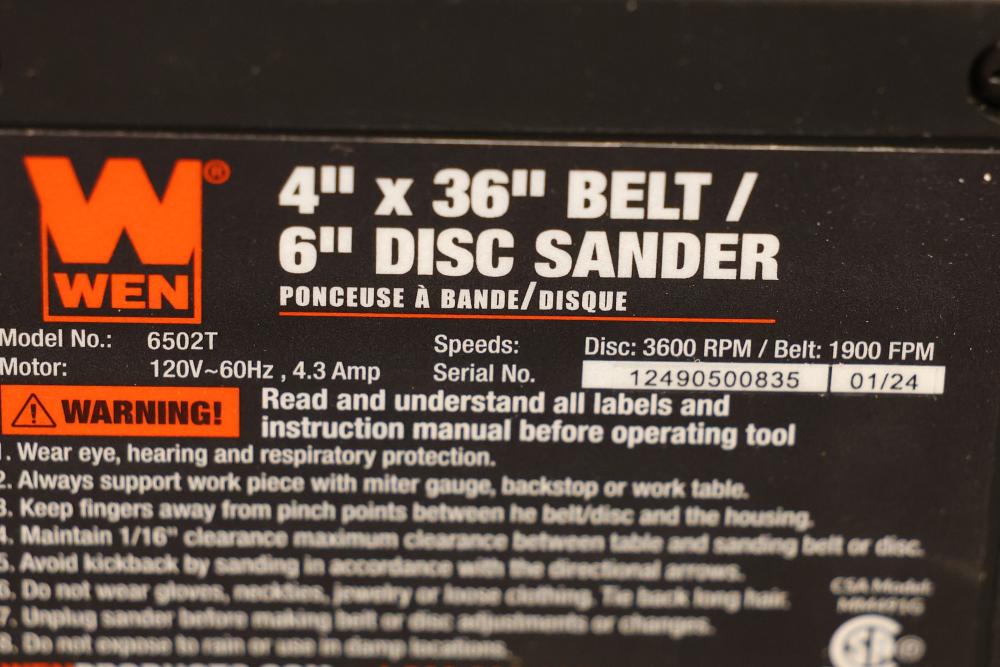 WEN®
4" x 36" BELT /
6" DISC SANDER
PONCEUSE À BANDE/DISQUE
Model No.: 6502T Speeds: Disc: 3600 RPM / Belt: 1900 FPM
Motor: 120V~60Hz , 4.3 Amp Serial No. 12490500835 01/24
WARNING! Read and understand all labels and
instruction manual before operating tool
1. Wear eye, hearing and respiratory protection.
2. Always support work piece with miter gauge, backstop or work table.
3. Keep fingers away from pinch points between he belt/disc and the housing.
4. Maintain 1/16" clearance maximum clearance between table and sanding belt or disc.
5. Avoid kickback by sanding in accordance with the directional arrows.
6. Do not wear gloves, neckties, jewelry or loose clothing. Tie back long hair.
7. Unplug sander before making belt or disc adjustments or changes.
8. Do not expose to rain or use in damp locations.
CSA Model: